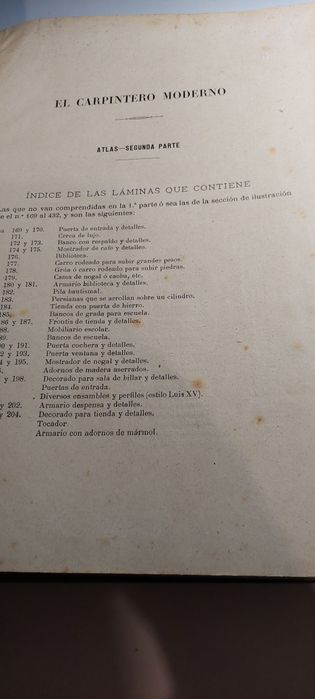 EL CARPINTERO MODERNO
ATLAS—SEGUNDA PARTE
ÍNDICE DE LAS LÁMINAS QUE CONTIENE
Las que no van comprendidas en la 1.ª parte ó sea las de la sección de ilustración
e el n.º 169 al 432, y son las siguientes:
169 y 170. Puerta de entrada y detalles.
171. Cerca de lujo.
172 y 173. Banco con respaldo y detalles.
174 y 175. Mostrador de café y detalles.
176. Biblioteca.
177. Carro rodeado para subir grandes pesos.
178. Grúa ó carro rodeado para subir piedras.
179. Cama de nogal ó caoba, etc.
180 y 181. Armario biblioteca y detalles.
182. Pila bautismal.
183. Persianas que se arrollan sobre un cilindro.
184. Tienda con puerta de hierro.
185. Bancos de grada para escuela.
86 y 187. Frontis de tienda y detalles.
88. Mobiliario escolar.
89. Bancos de escuela.
0 y 191. Puerta cochera y detalles.
2 y 193. Puerta ventana y detalles.
4 y 195. Mostrador de nogal y detalles.
Adornos de madera aserrados.
y 198. Decorado para sala de billar y detalles.
Puertas de entrada.
Diversos ensambles y perfiles (estilo Luis XV).
y 202. Armario despensa y detalles.
y 204. Decorado para tienda y detalles.
Tocador
Armario con adornos de mármol.